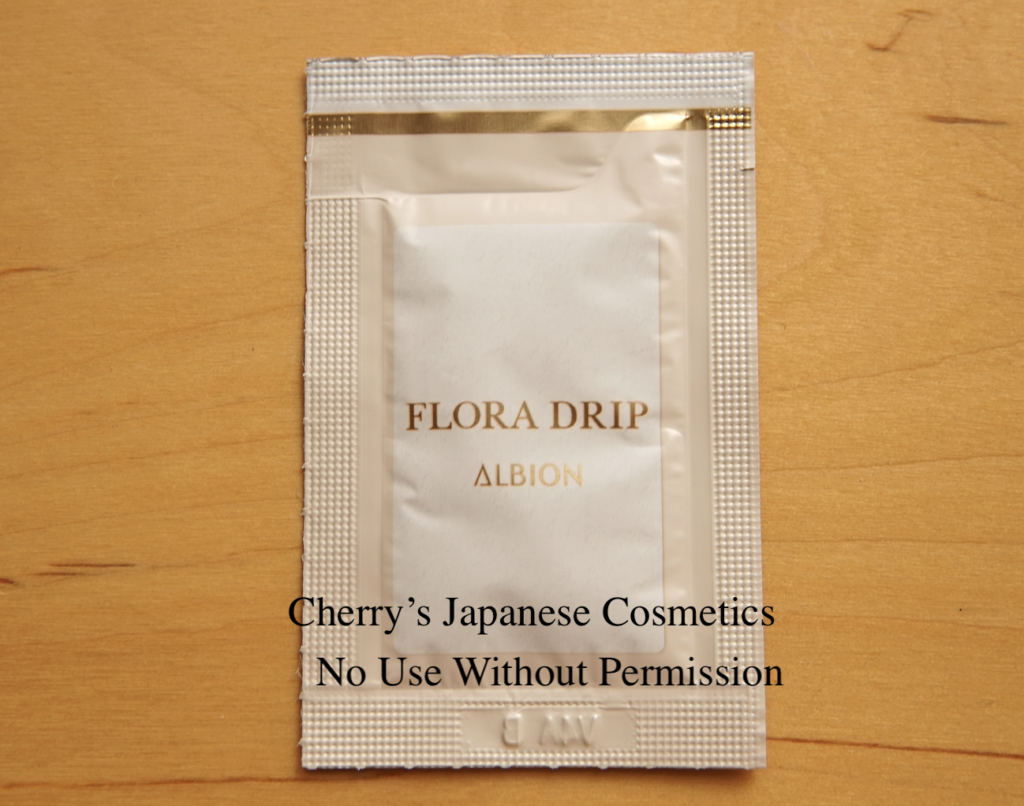 FLORA DRIP
ALBION
Cherry’s Japanese Cosmetics
No Use Without Permission